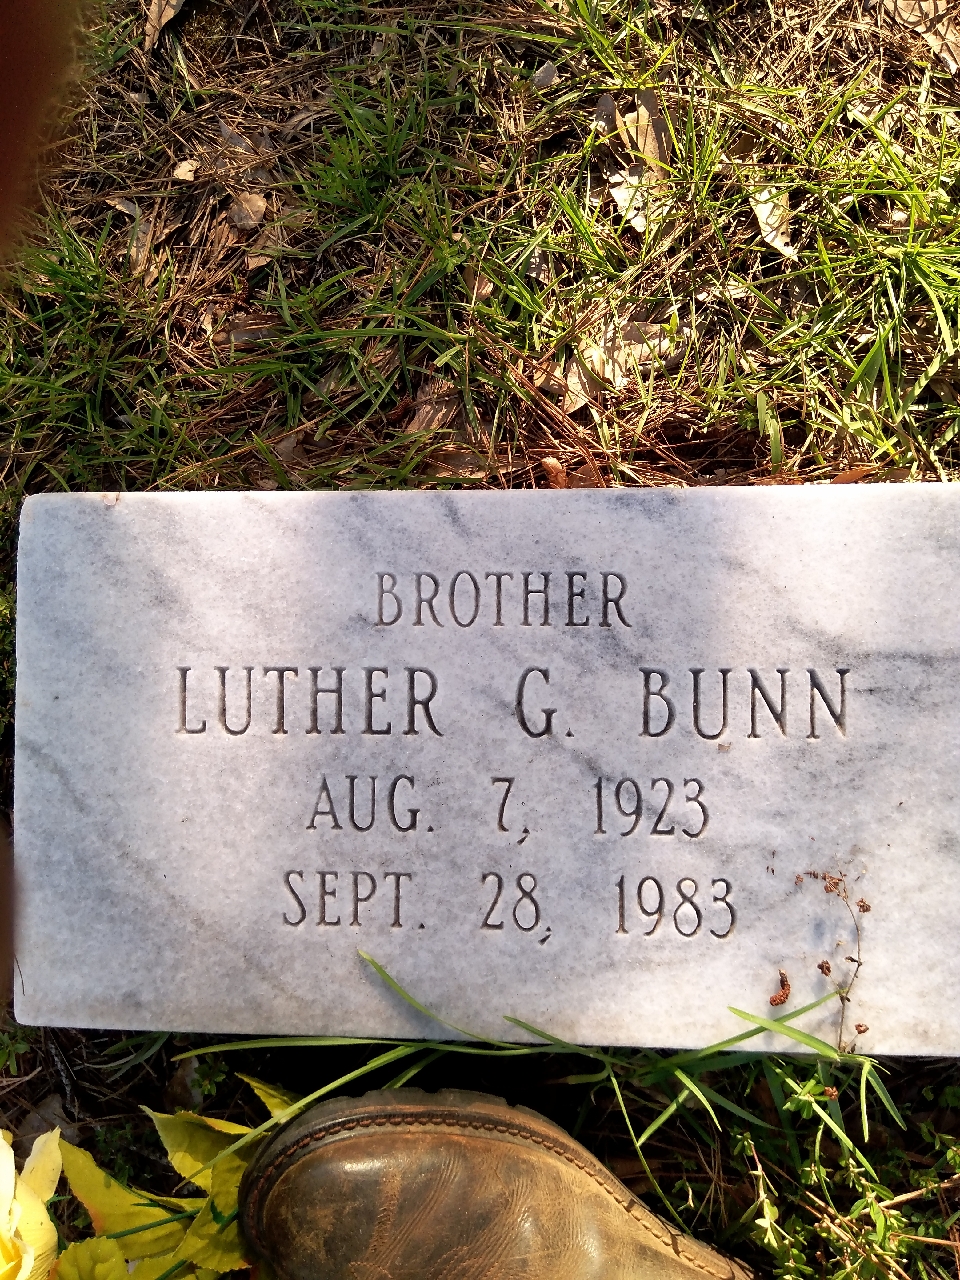 BROTHER
LUTHER G. BUNN
AUG. 7, 1923
SEPT. 28, 1983